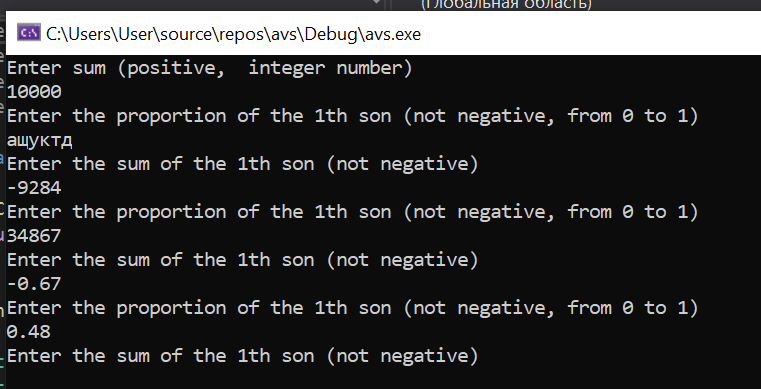 (Глобальная область)
C:\Users\User\source\repos\avs\Debug\avs.exe
Enter sum (positive,  integer number)
10000
Enter the proportion of the 1th son (not negative, from 0 to 1)
ащуктд
Enter the sum of the 1th son (not negative)
-9284
Enter the proportion of the 1th son (not negative, from 0 to 1)
34867
Enter the sum of the 1th son (not negative)
-0.67
Enter the proportion of the 1th son (not negative, from 0 to 1)
0.48
Enter the sum of the 1th son (not negative)